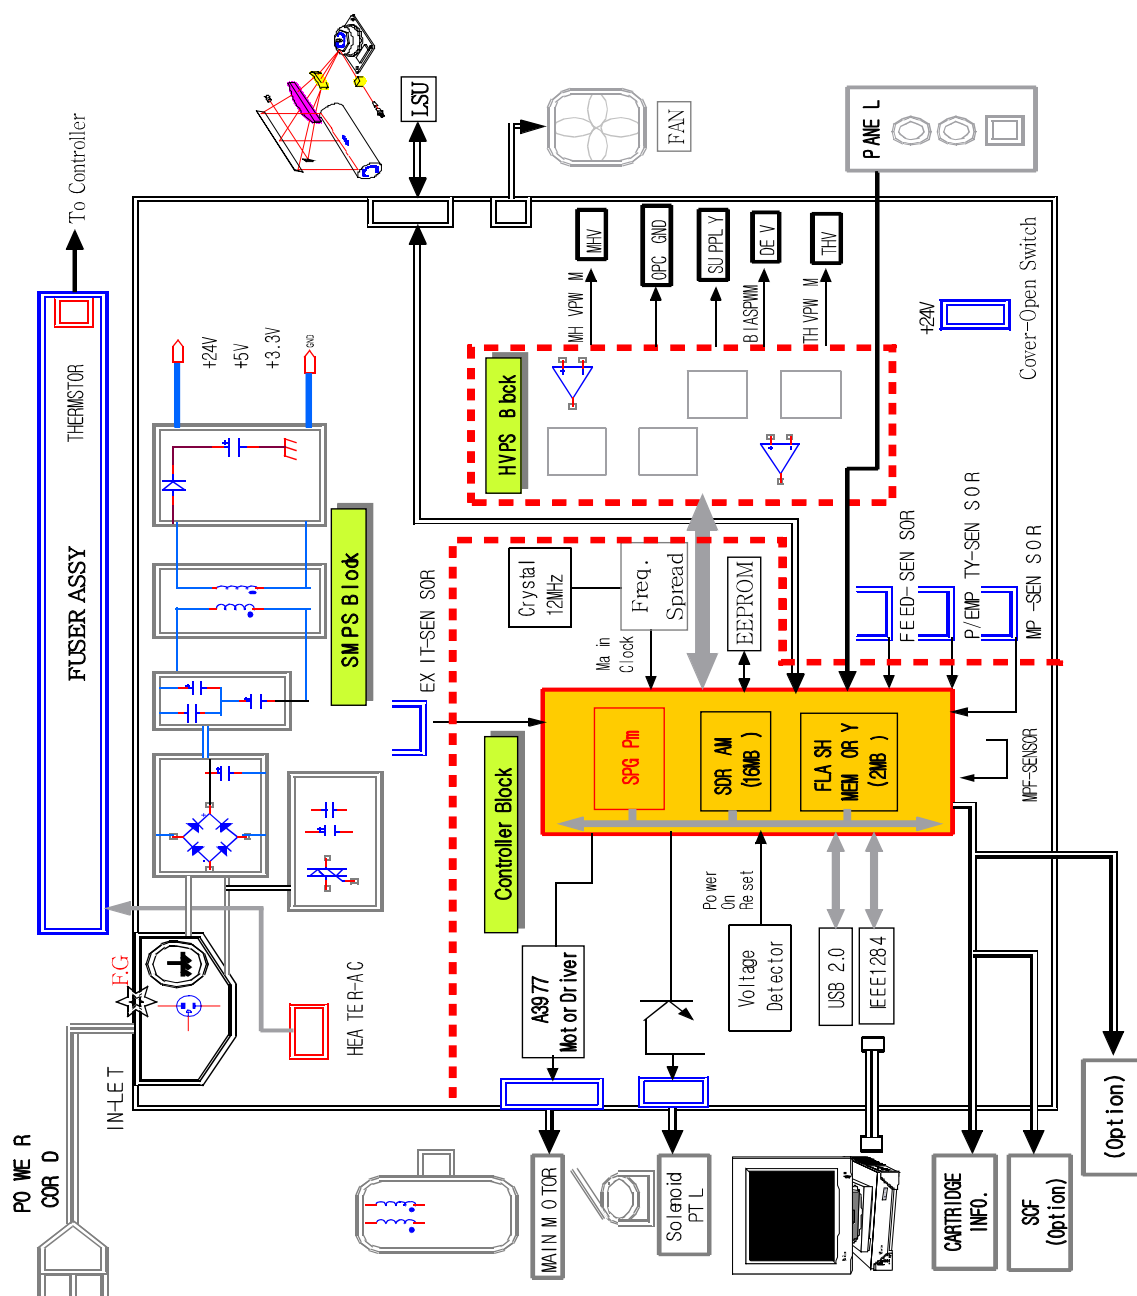 POWER
CORD
IN-LET
F.G
FUSER ASSY
THERMSTOR
To Controller
HEATER-AC
SMPS Block
+24V
+5V
+3.3V
GND
LSU
FAN
PANEL
HVPS Block
MHVPWM
BIASPWM
THVPWM
MHV
OPC GND
SUPPLY
DEV
THV
+24V
Cover-Open Switch
EXIT-SENSOR
Crystal
12MHz
Freq.
Spread
Main
Clock
EEPROM
FEED-SENSOR
P/EMPTY-SENSOR
MP-SENSOR
MPF-SENSOR
Controller Block
SPGPm
SDRAM
(16MB)
FLASH
MEMORY
(2MB)
A3977
Motor Driver
Power
On
Reset
Voltage
Detector
USB 2.0
IEEE1284
MAIN MOTOR
Solenoid
PTL
CARTRIDGE
INFO.
SCF
(Option)
(Option)